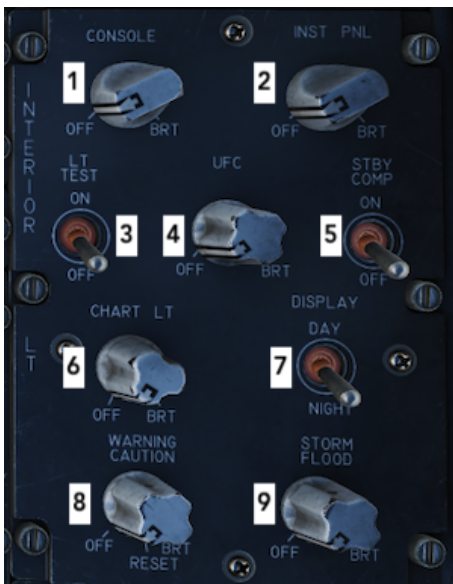 CONSOLE
INST PNL
1
2
OFF
BRT
OFF
BRT
INTERIOR
LT
TEST
UFC
STBY
COMP
ON
ON
3
4
5
OFF
OFF
BRT
OFF
CHART LT
DISPLAY
DAY
LT
6
7
OFF
BRT
NIGHT
WARNING
CAUTION
STORM
FLOOD
8
9
OFF
BRT
RESET
OFF
BRT